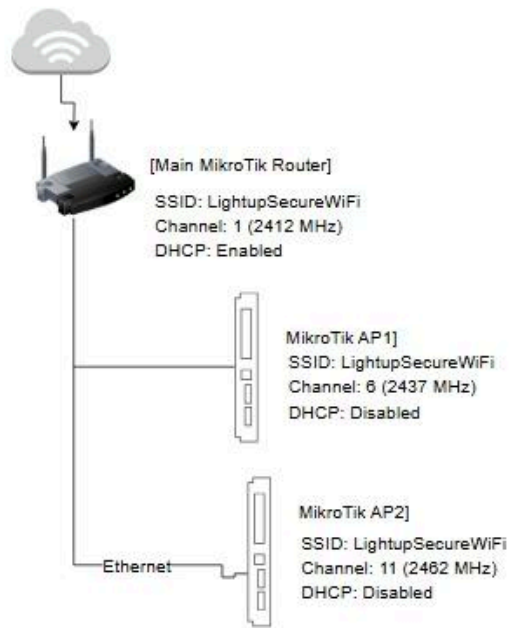 [Main MikroTik Router]
SSID: LightupSecureWiFi
Channel: 1 (2412 MHz)
DHCP: Enabled
MikroTik AP1]
SSID: LightupSecureWiFi
Channel: 6 (2437 MHz)
DHCP: Disabled
MikroTik AP2]
SSID: LightupSecureWiFi
Channel: 11 (2462 MHz)
DHCP: Disabled
Ethernet